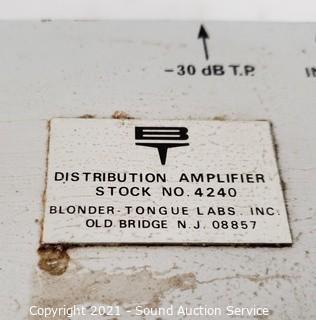 -30 dB T.P.
IN
BT
DISTRIBUTION AMPLIFIER
STOCK NO. 4240
BLONDER-TONGUE LABS. INC.
OLD BRIDGE N.J. 08857
Copyright 2021 - Sound Auction Service